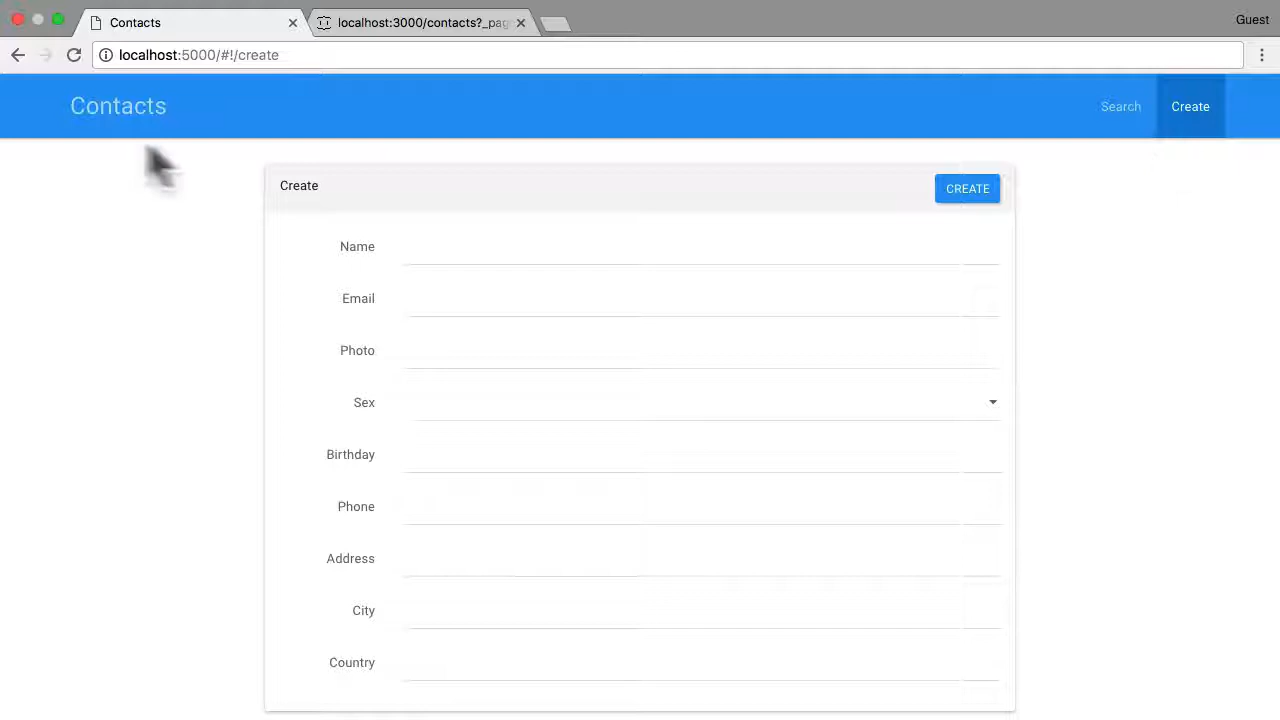 Contacts
localhost:3000/contacts?_pag
Guest
localhost:5000/#!/create
Contacts
Search
Create
Create
CREATE
Name
Email
Photo
Sex
Birthday
Phone
Address
City
Country